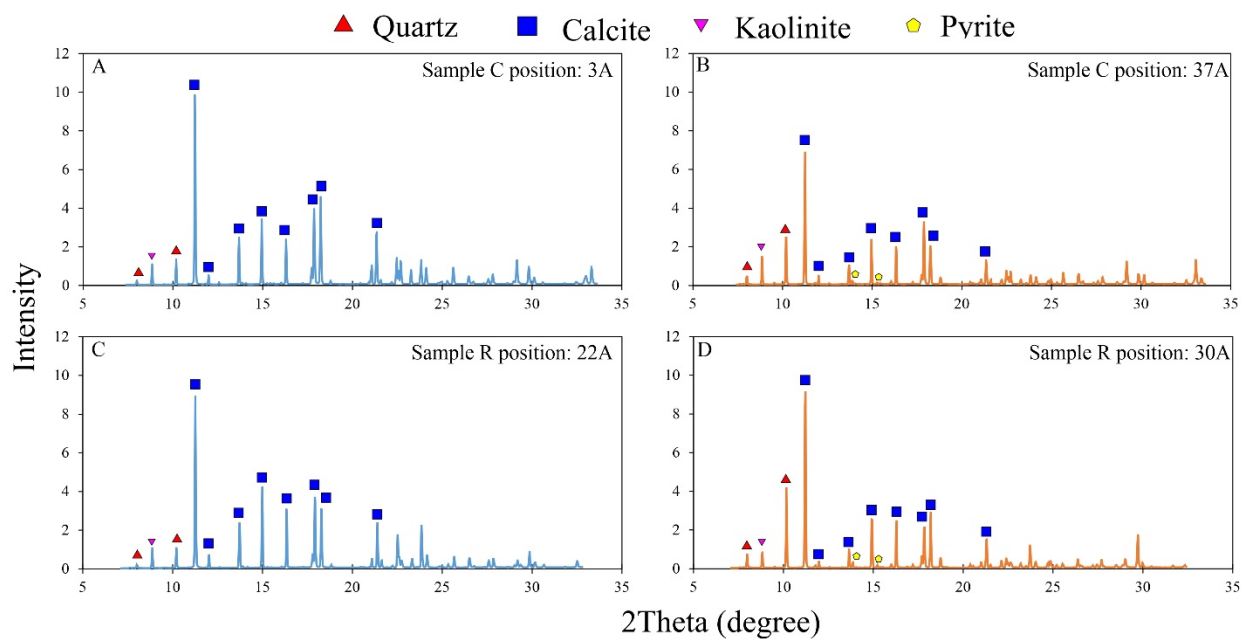 Quartz Calcite Kaolinite Pyrite
Intensity
A
Sample C position: 3A
12
10
8
6
4
2
0
5 10 15 20 25 30 35
B
Sample C position: 37A
12
10
8
6
4
2
0
5 10 15 20 25 30 35
C
Sample R position: 22A
12
10
8
6
4
2
0
5 10 15 20 25 30 35
D
Sample R position: 30A
12
10
8
6
4
2
0
5 10 15 20 25 30 35
2Theta (degree)